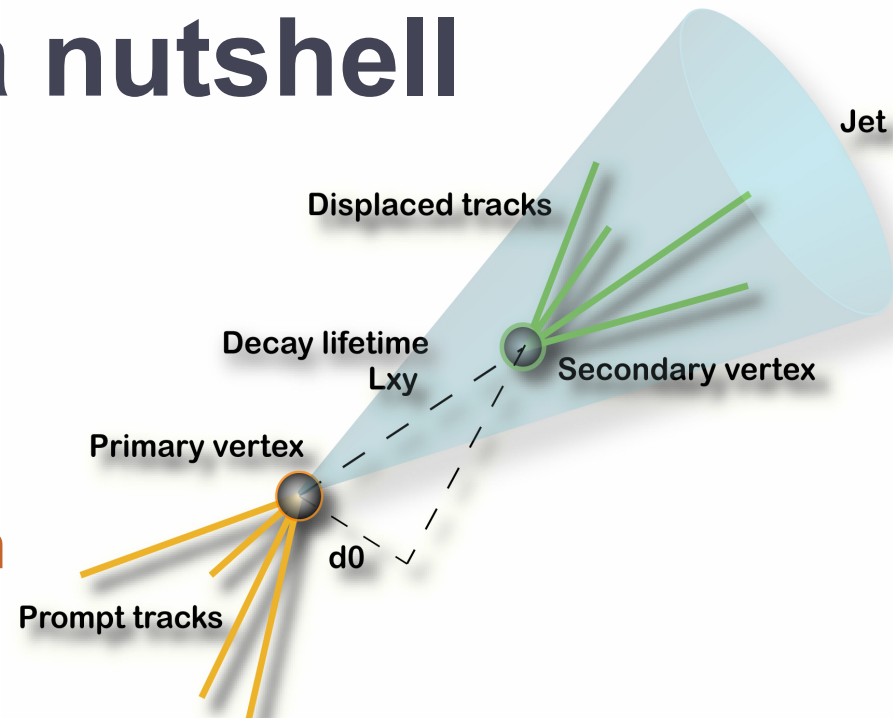 nutshell
Jet
Displaced tracks
Decay lifetime
Lxy
Secondary vertex
Primary vertex
d0
Prompt tracks